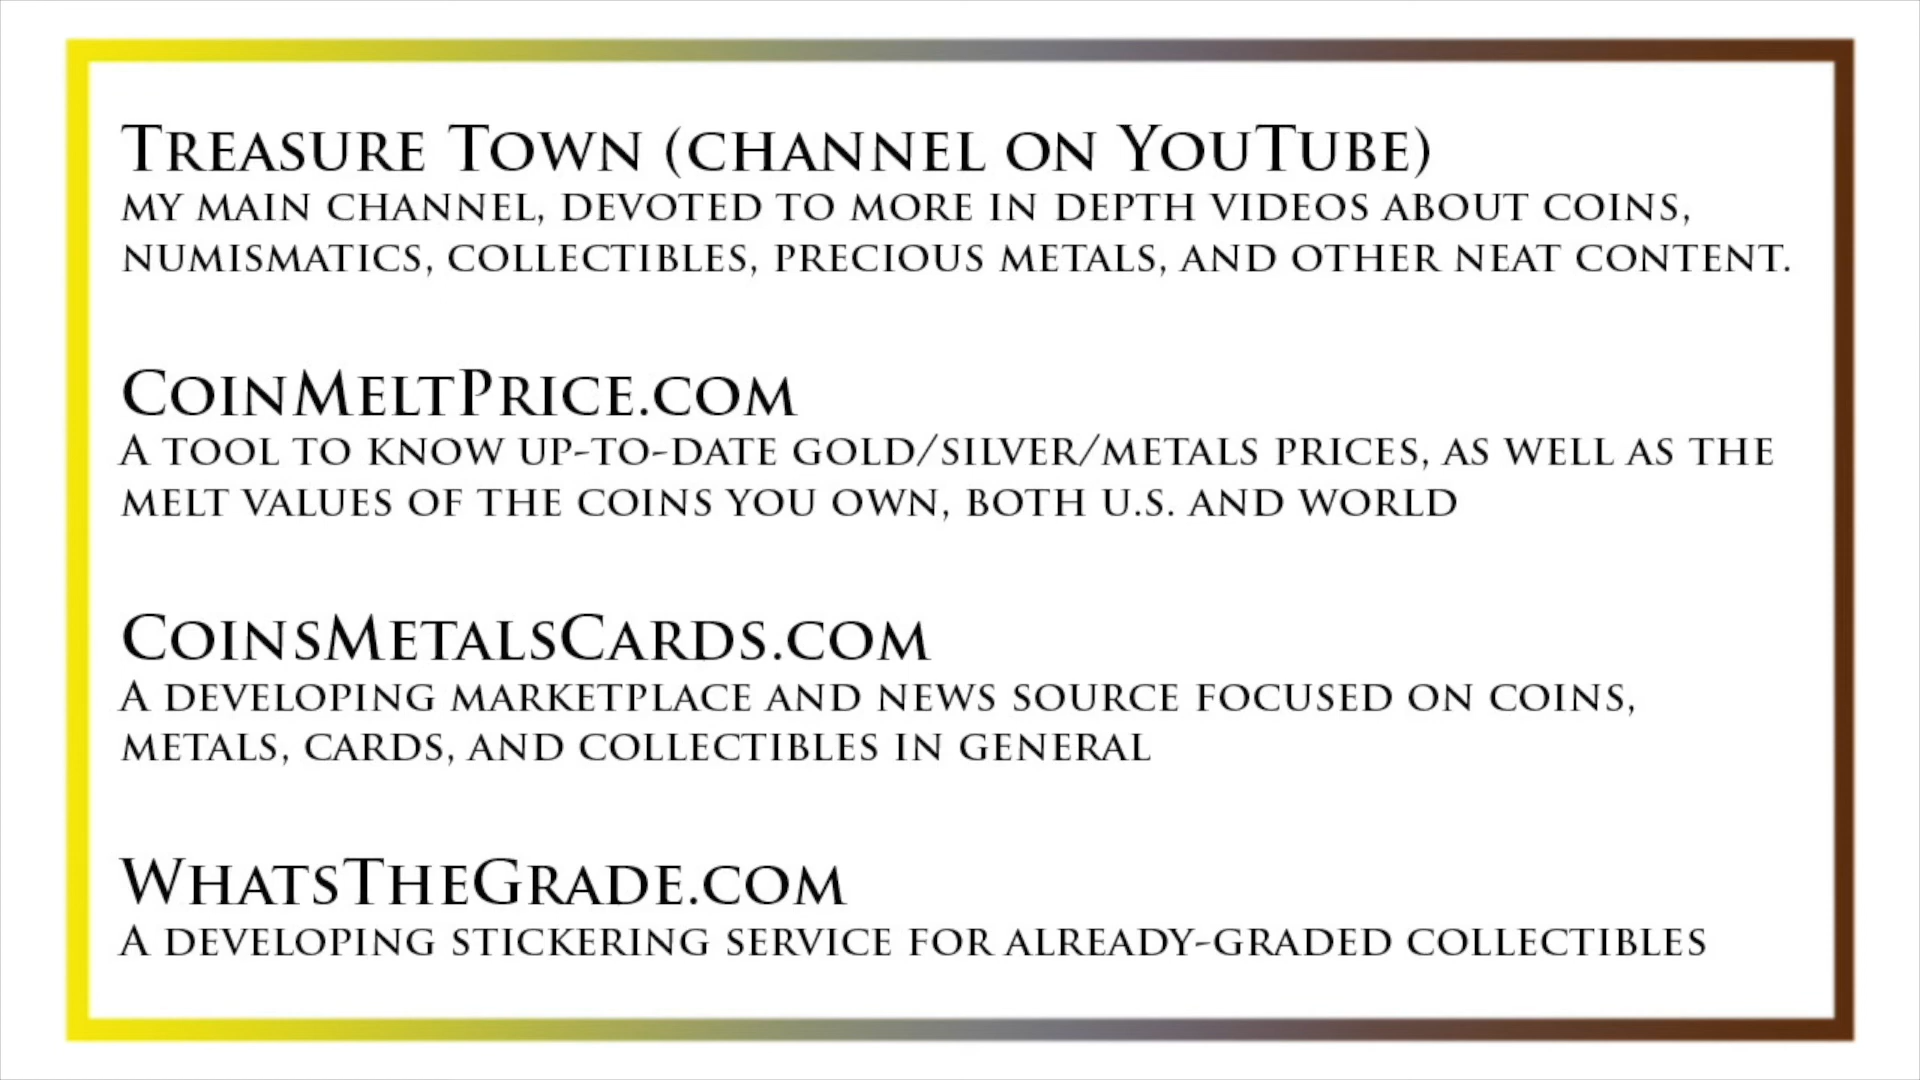 Treasure Town (channel on YouTube)
my main channel, devoted to more in depth videos about coins,
numismatics, collectibles, precious metals, and other neat content.
CoinMeltPrice.com
A tool to know up-to-date gold/silver/metals prices, as well as the
melt values of the coins you own, both U.S. and world
CoinsMetalsCards.com
A developing marketplace and news source focused on coins,
metals, cards, and collectibles in general
WhatsTheGrade.com
A developing stickering service for already-graded collectibles